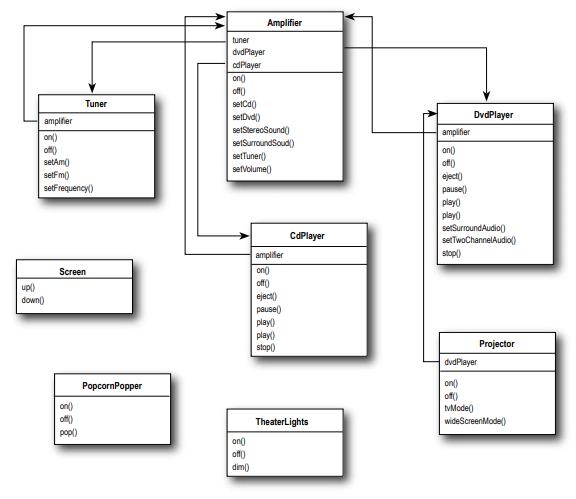 Amplifier
tuner
dvdPlayer
cdPlayer
on()
off()
setCd()
setDvd()
setStereoSound()
setSurroundSoud()
setTuner()
setVolume()
Tuner
amplifier
on()
off()
setAm()
setFm()
setFrequency()
DvdPlayer
amplifier
on()
off()
eject()
pause()
play()
play()
setSurroundAudio()
setTwoChannelAudio()
stop()
CdPlayer
amplifier
on()
off()
eject()
pause()
play()
play()
stop()
Screen
up()
down()
Projector
dvdPlayer
on()
off()
tvMode()
wideScreenMode()
PopcornPopper
on()
off()
pop()
TheaterLights
on()
off()
dim()